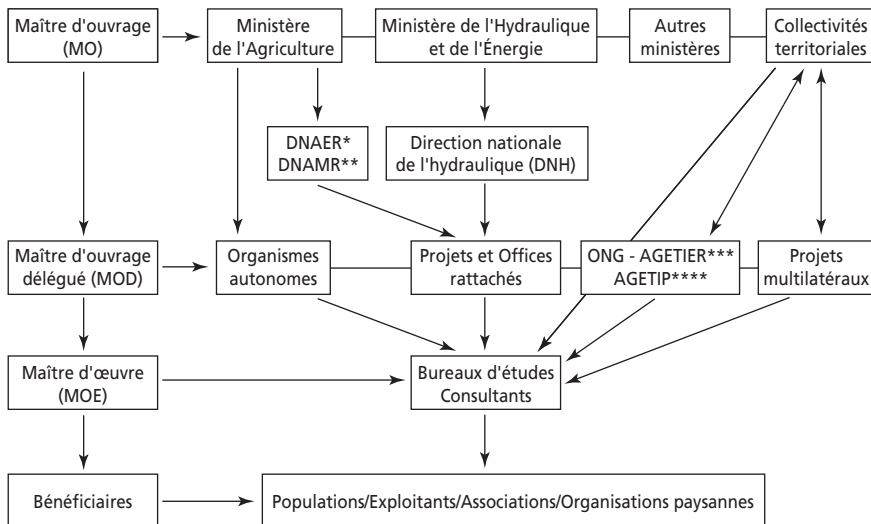 Maître d'ouvrage
(MO)
Ministère
de l'Agriculture
Ministère de l'Hydraulique
et de l'Énergie
Autres
ministères
Collectivités
territoriales
DNAER*
DNAMR**
Direction nationale
de l'hydraulique (DNH)
Maître d'ouvrage
délégué (MOD)
Organismes
autonomes
Projets et Offices
rattachés
ONG - AGETIER***
AGETIP****
Projets
multilatéraux
Maître d'œuvre
(MOE)
Bureaux d'études
Consultants
Bénéficiaires
Populations/Exploitants/Associations/Organisations paysannes